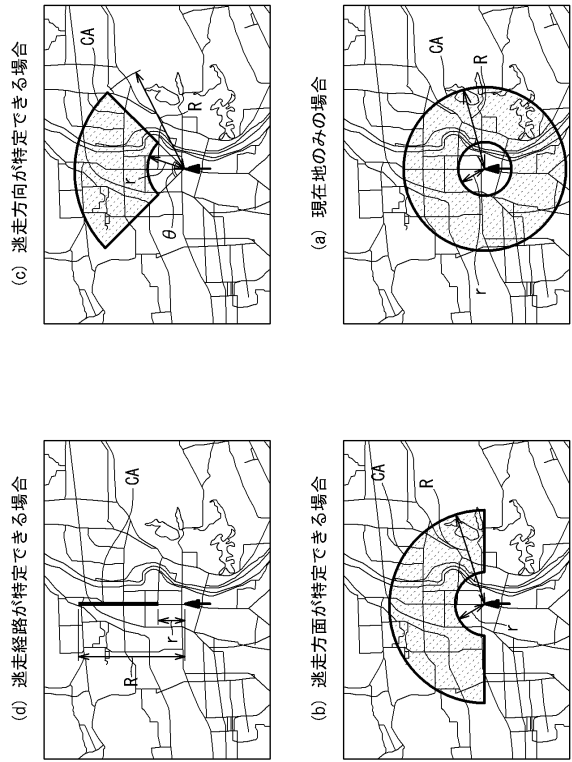 (a) 現在地のみの場合
CA
R
r
(b) 逃走方面が特定できる場合
CA
R
r
(c) 逃走方向が特定できる場合
CA
R
r
θ
(d) 逃走経路が特定できる場合
CA
R
r